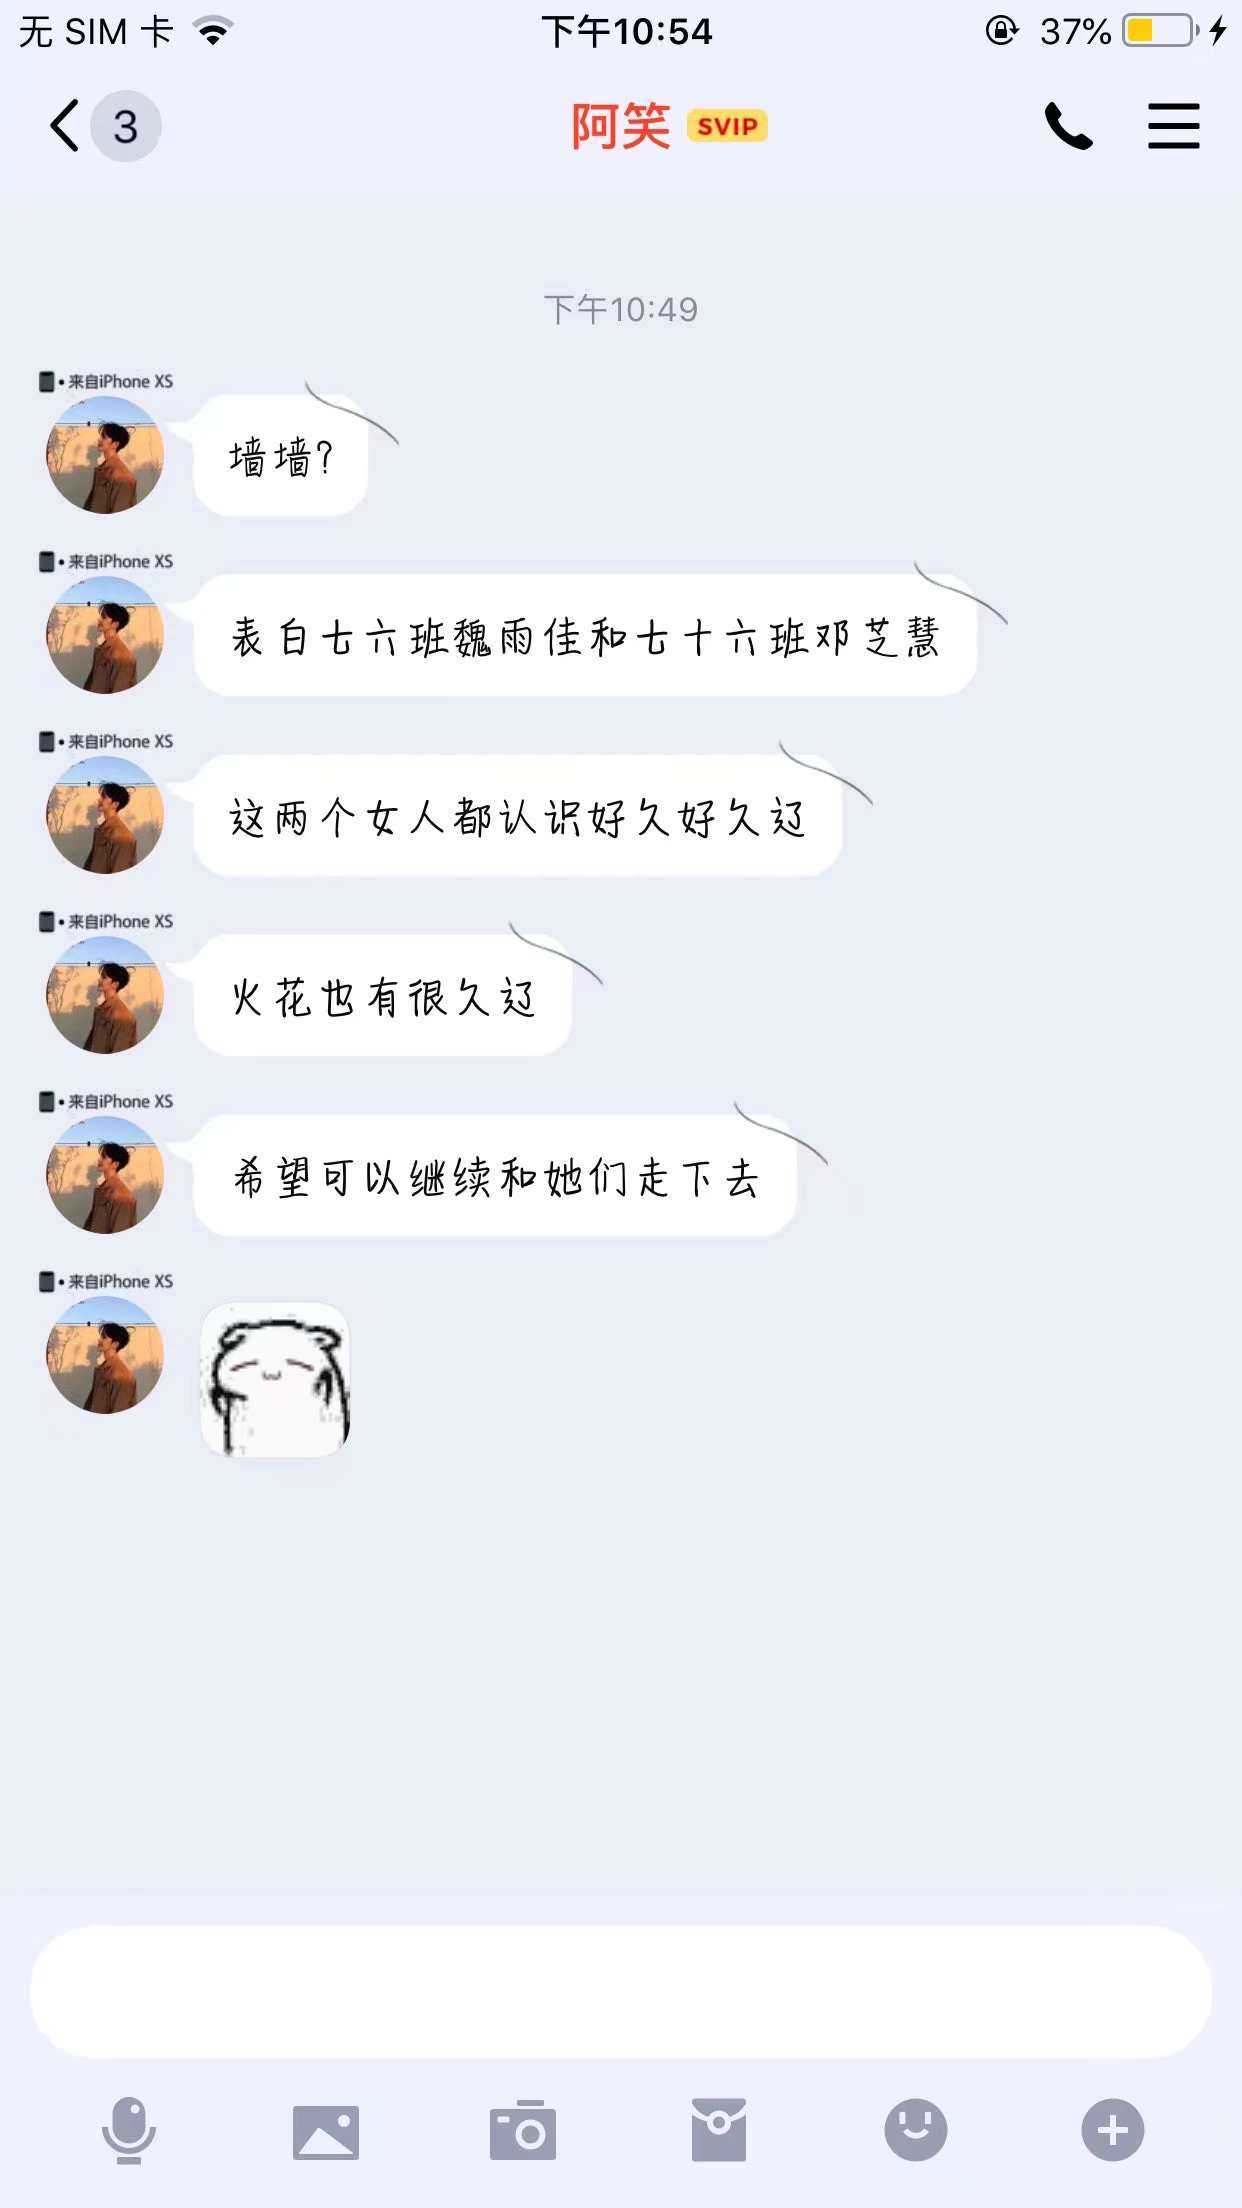 无 SIM 卡
下午10:54
37%
3
阿笑 SVIP
下午10:49
来自iPhone XS
墙墙?
来自iPhone XS
表白七六班魏雨佳和七十六班邓芝慧
来自iPhone XS
这两个女人都认识好久好久辽
来自iPhone XS
火花也有很久辽
来自iPhone XS
希望可以继续和她们走下去
来自iPhone XS